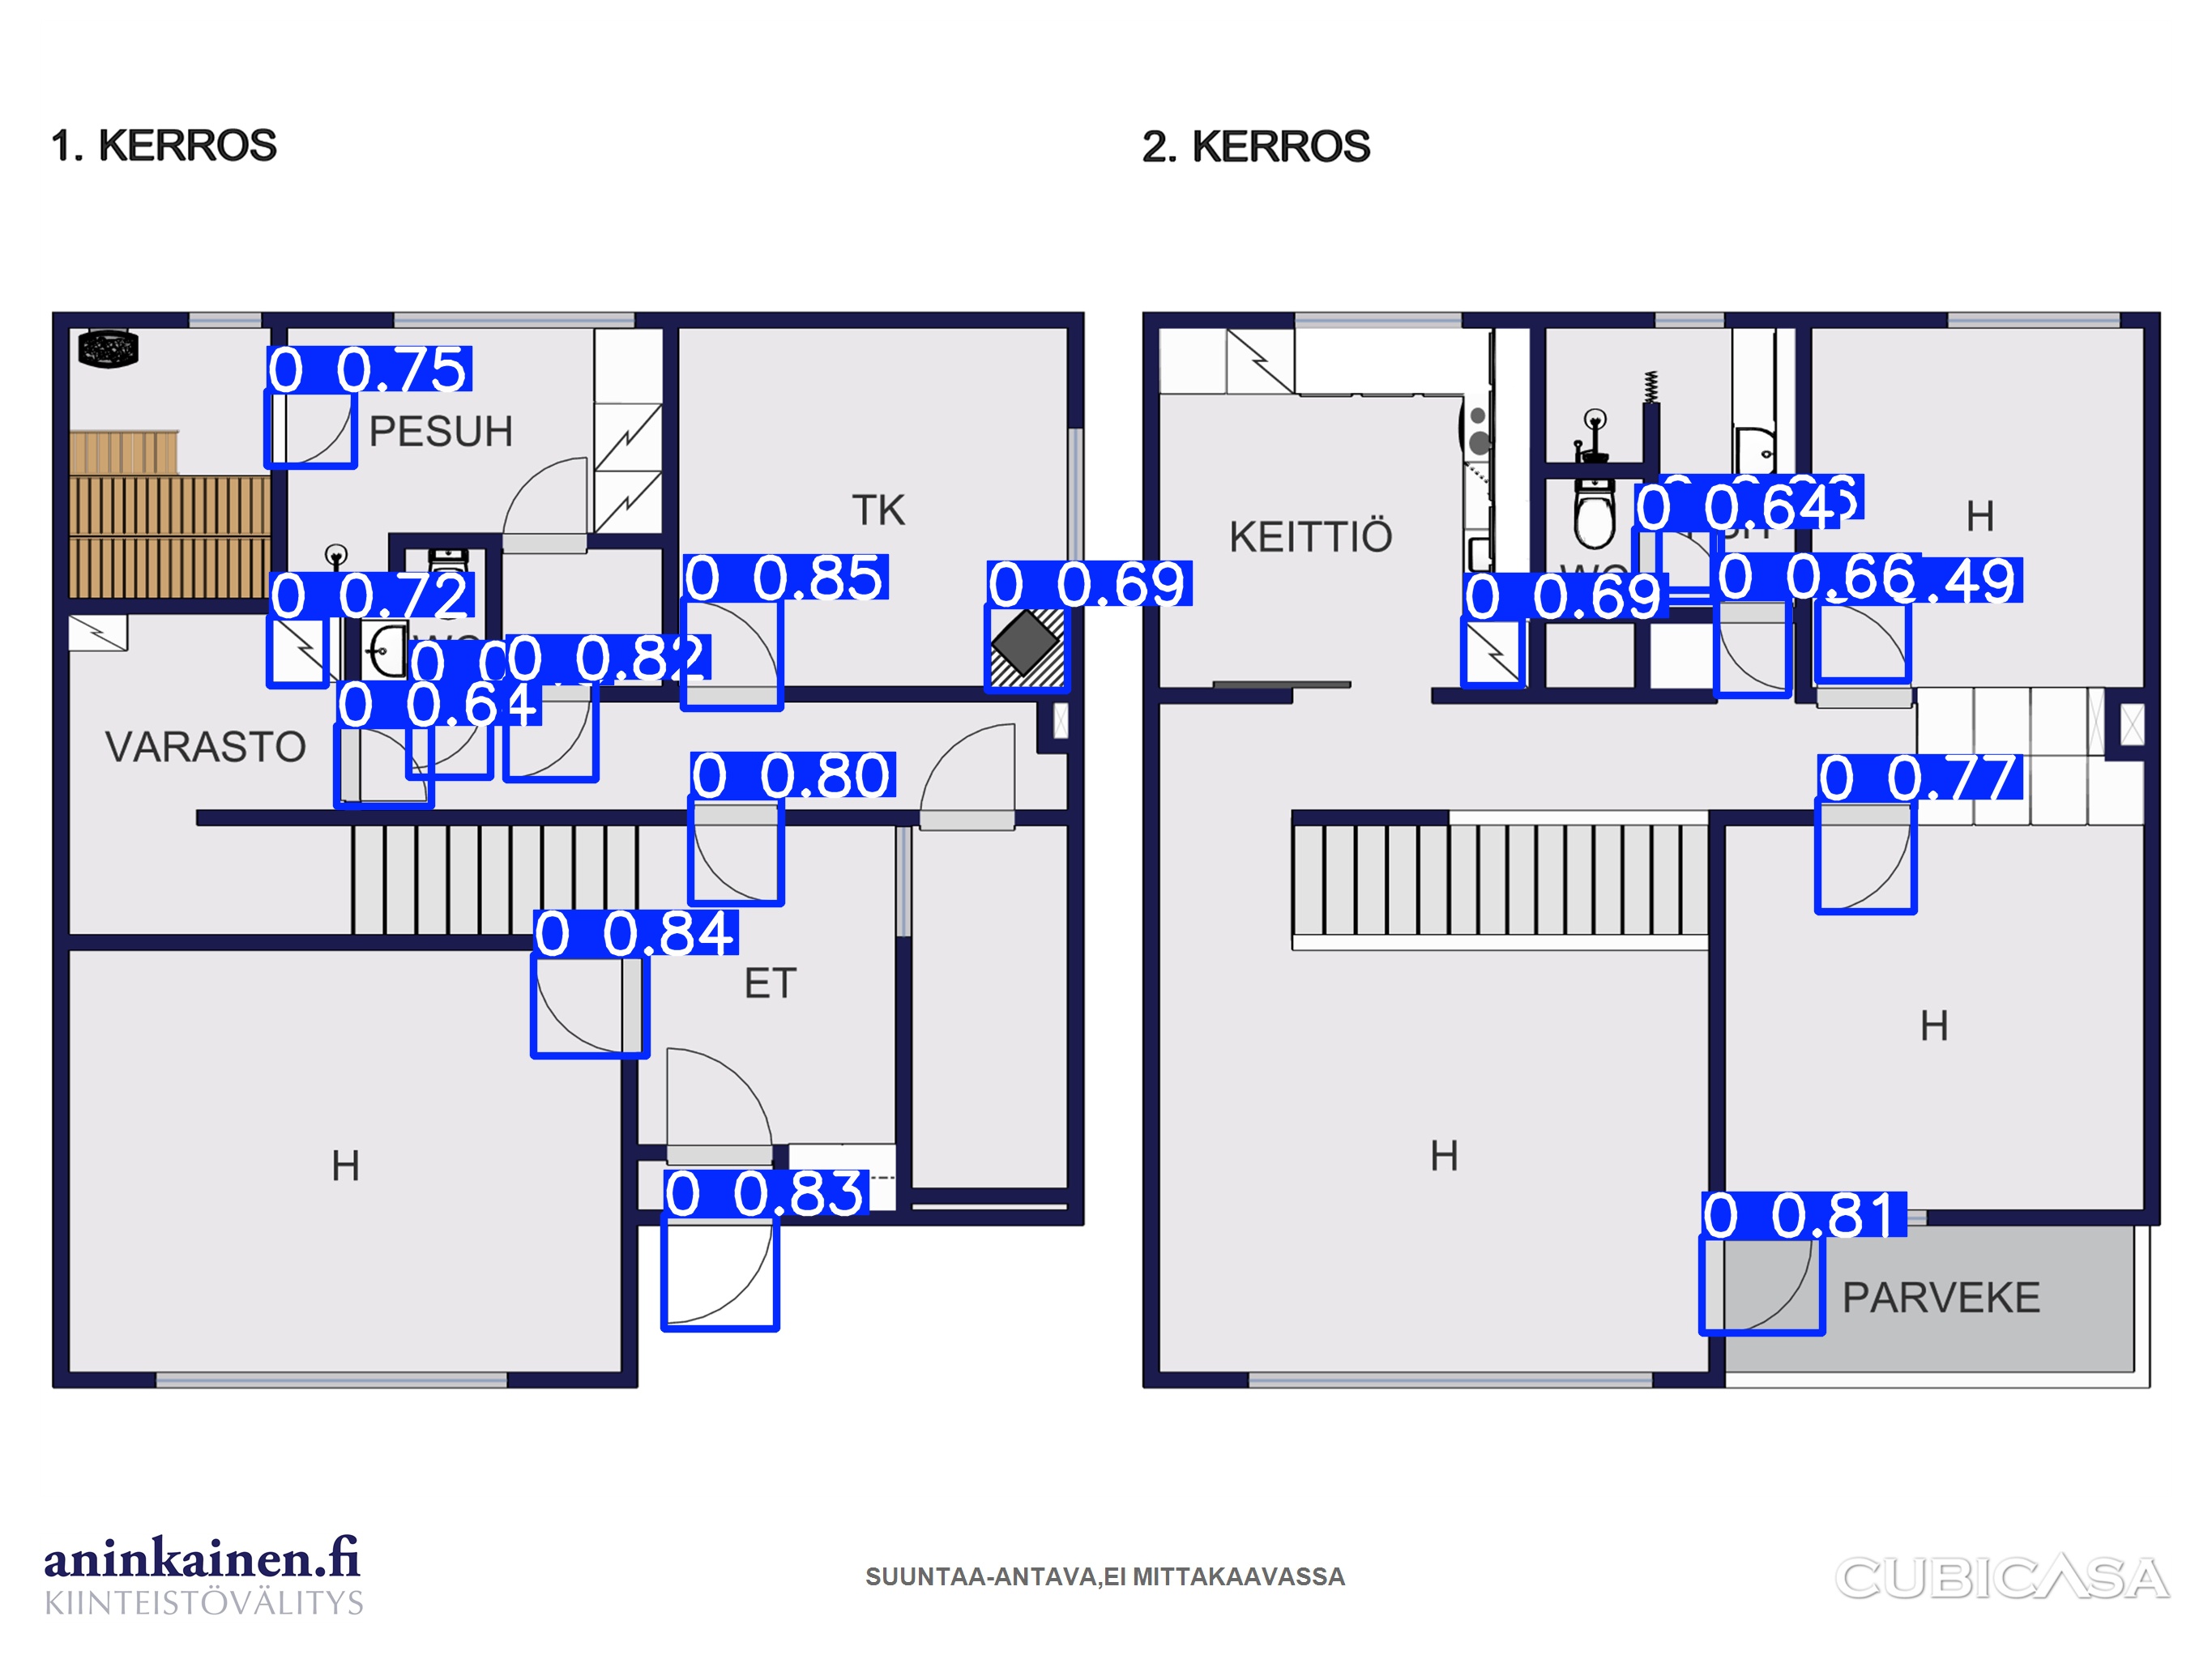 1. KERROS
2. KERROS
0 0.75
PESUH
TK
H
KEITTIÖ
0 0.64
0 0.85
0 0.69
0 0.72
0 0.69
0 0.66
.49
0 0.82
0 0.64
VARASTO
0 0.80
0 0.77
0 0.84
ET
H
H
H
0 0.83
0 0.81
PARVEKE
aninkainen.fi
KIINTEISTÖVÄLITYS
SUUNTAA-ANTAVA,EI MITTAKAAVASSA
CUBICASA